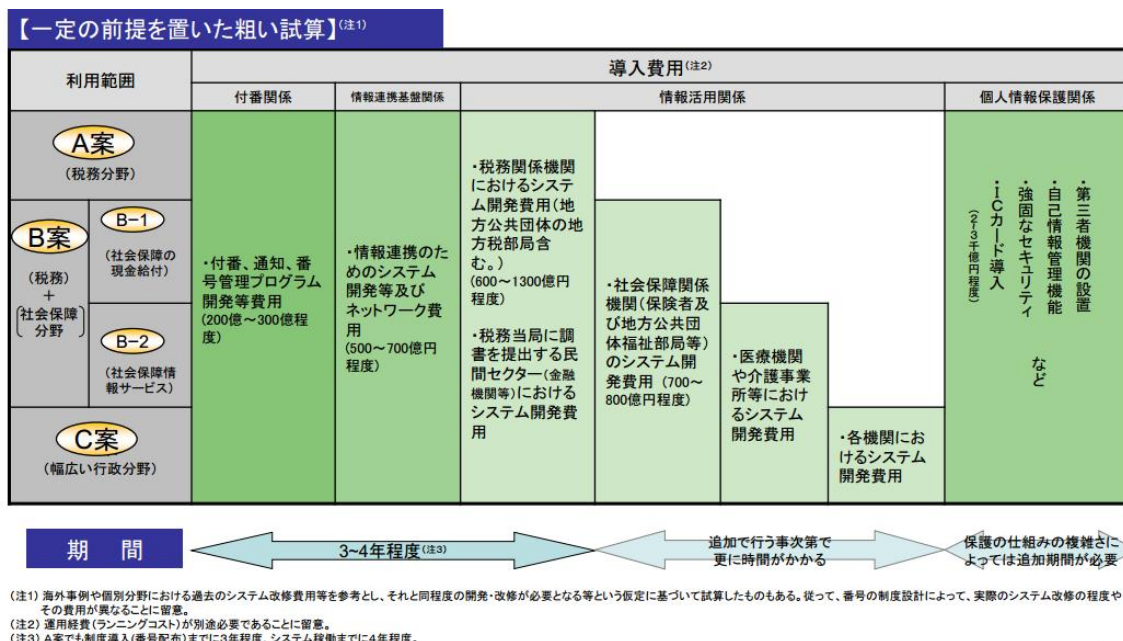 【一定の前提を置いた粗い試算】(注1)
利用範囲
導入費用(注2)
付番関係
情報連携基盤関係
情報活用関係
個人情報保護関係
A案
(税務分野)
B案
(税務)
+
社会保障
分野
B-1
(社会保障の
現金給付)
B-2
(社会保障情
報サービス)
C案
(幅広い行政分野)
・付番、通知、番
号管理プログラム
開発等費用
(200億~300億程
度)
・情報連携のた
めのシステム
開発等及び
ネットワーク費
用
(500~700億円
程度)
・税務関係機関
におけるシステ
ム開発費用(地
方公共団体の地
方税部局含
む。)
(600~1300億円
程度)
・税務当局に調
書を提出する民
間セクター(金融
機関等)における
システム開発費
用
・社会保障関係
機関(保険者及
び地方公共団
体福祉部局等)
のシステム開
発費用 (700~
800億円程度)
・医療機関
や介護事業
所等におけ
るシステム
開発費用
・各機関にお
けるシステム
開発費用
・第三者機関の設置
・自己情報管理機能
・強固なセキュリティ
・ICカード導入
(2~3千億円程度)
など
期 間
3~4年程度(注3)
追加で行う事次第で
更に時間がかかる
保護の仕組みの複雑さに
よっては追加期間が必要
(注1) 海外事例や個別分野における過去のシステム改修費用等を参考とし、それと同程度の開発・改修が必要となる等という仮定に基づいて試算したものもある。従って、番号の制度設計によって、実際のシステム改修の程度や
その費用が異なることに留意。
(注2) 運用経費(ランニングコスト)が別途必要であることに留意。
(注3) A案でも制度導入(番号配布)までに3年程度、システム稼働までに4年程度。